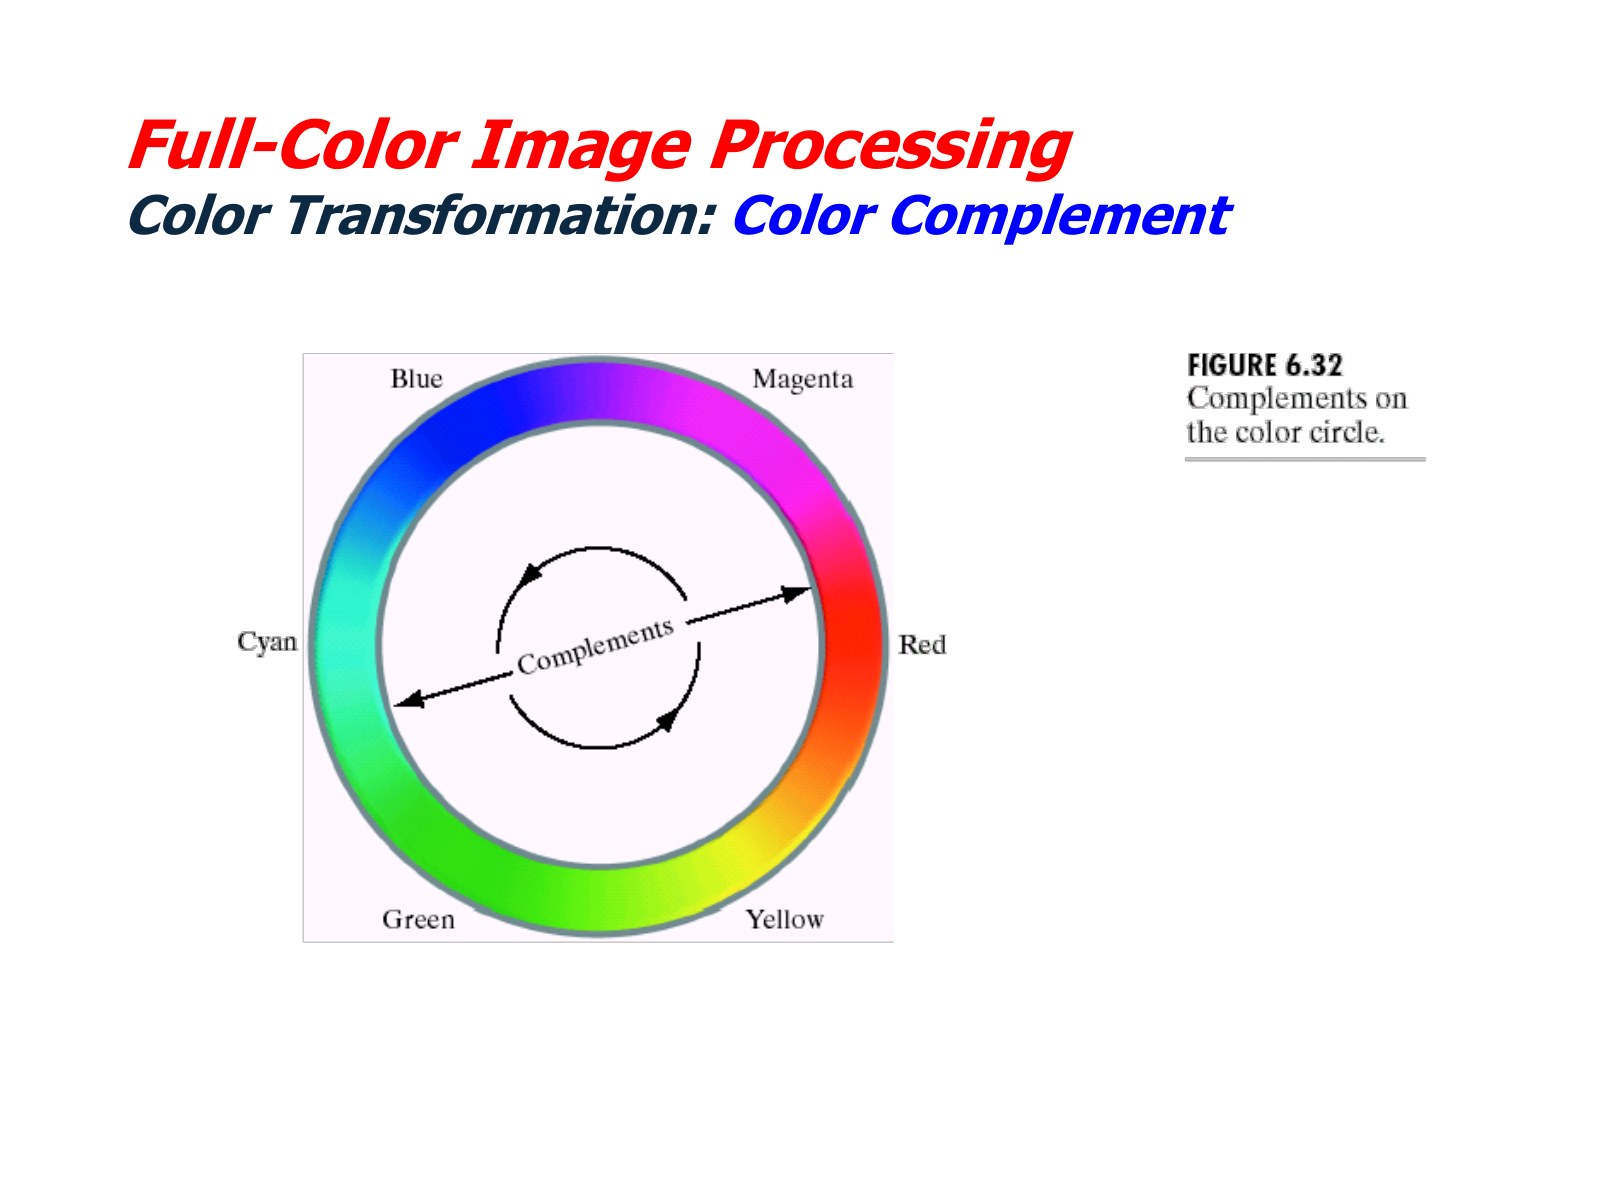 Full-Color Image Processing
Color Transformation: Color Complement
Blue
Magenta
FIGURE 6.32
Complements on
the color circle.
Cyan
Complements
Red
Green
Yellow